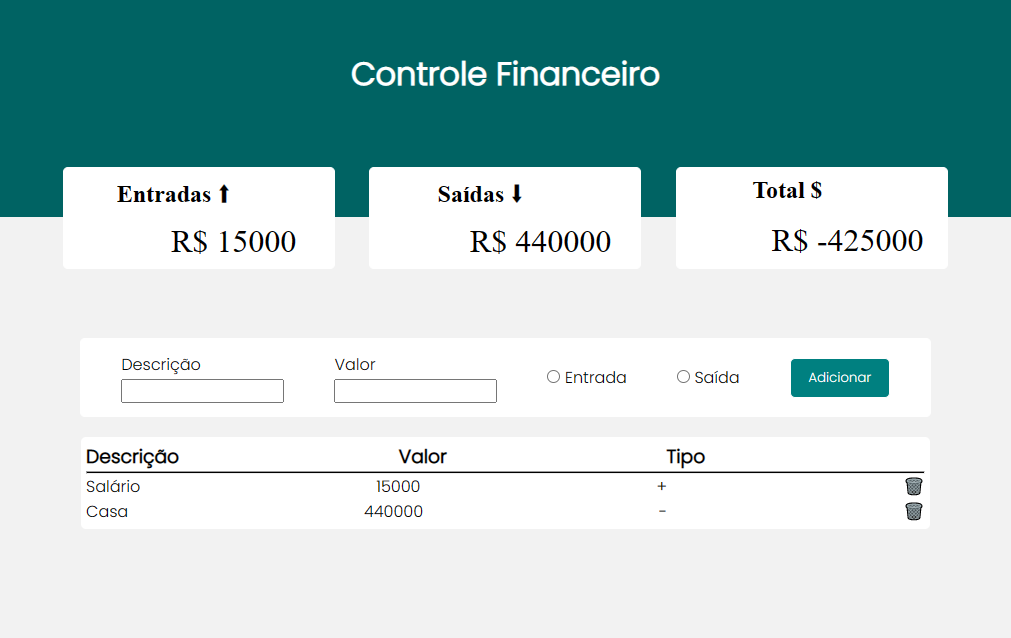 Controle Financeiro
Entradas ⬆ Saídas ⬇ Total $
R$ 15000 R$ 440000 R$ -425000
Descrição Valor
Entrada Saída Adicionar
Descrição Valor Tipo
Salário 15000 +
Casa 440000 -